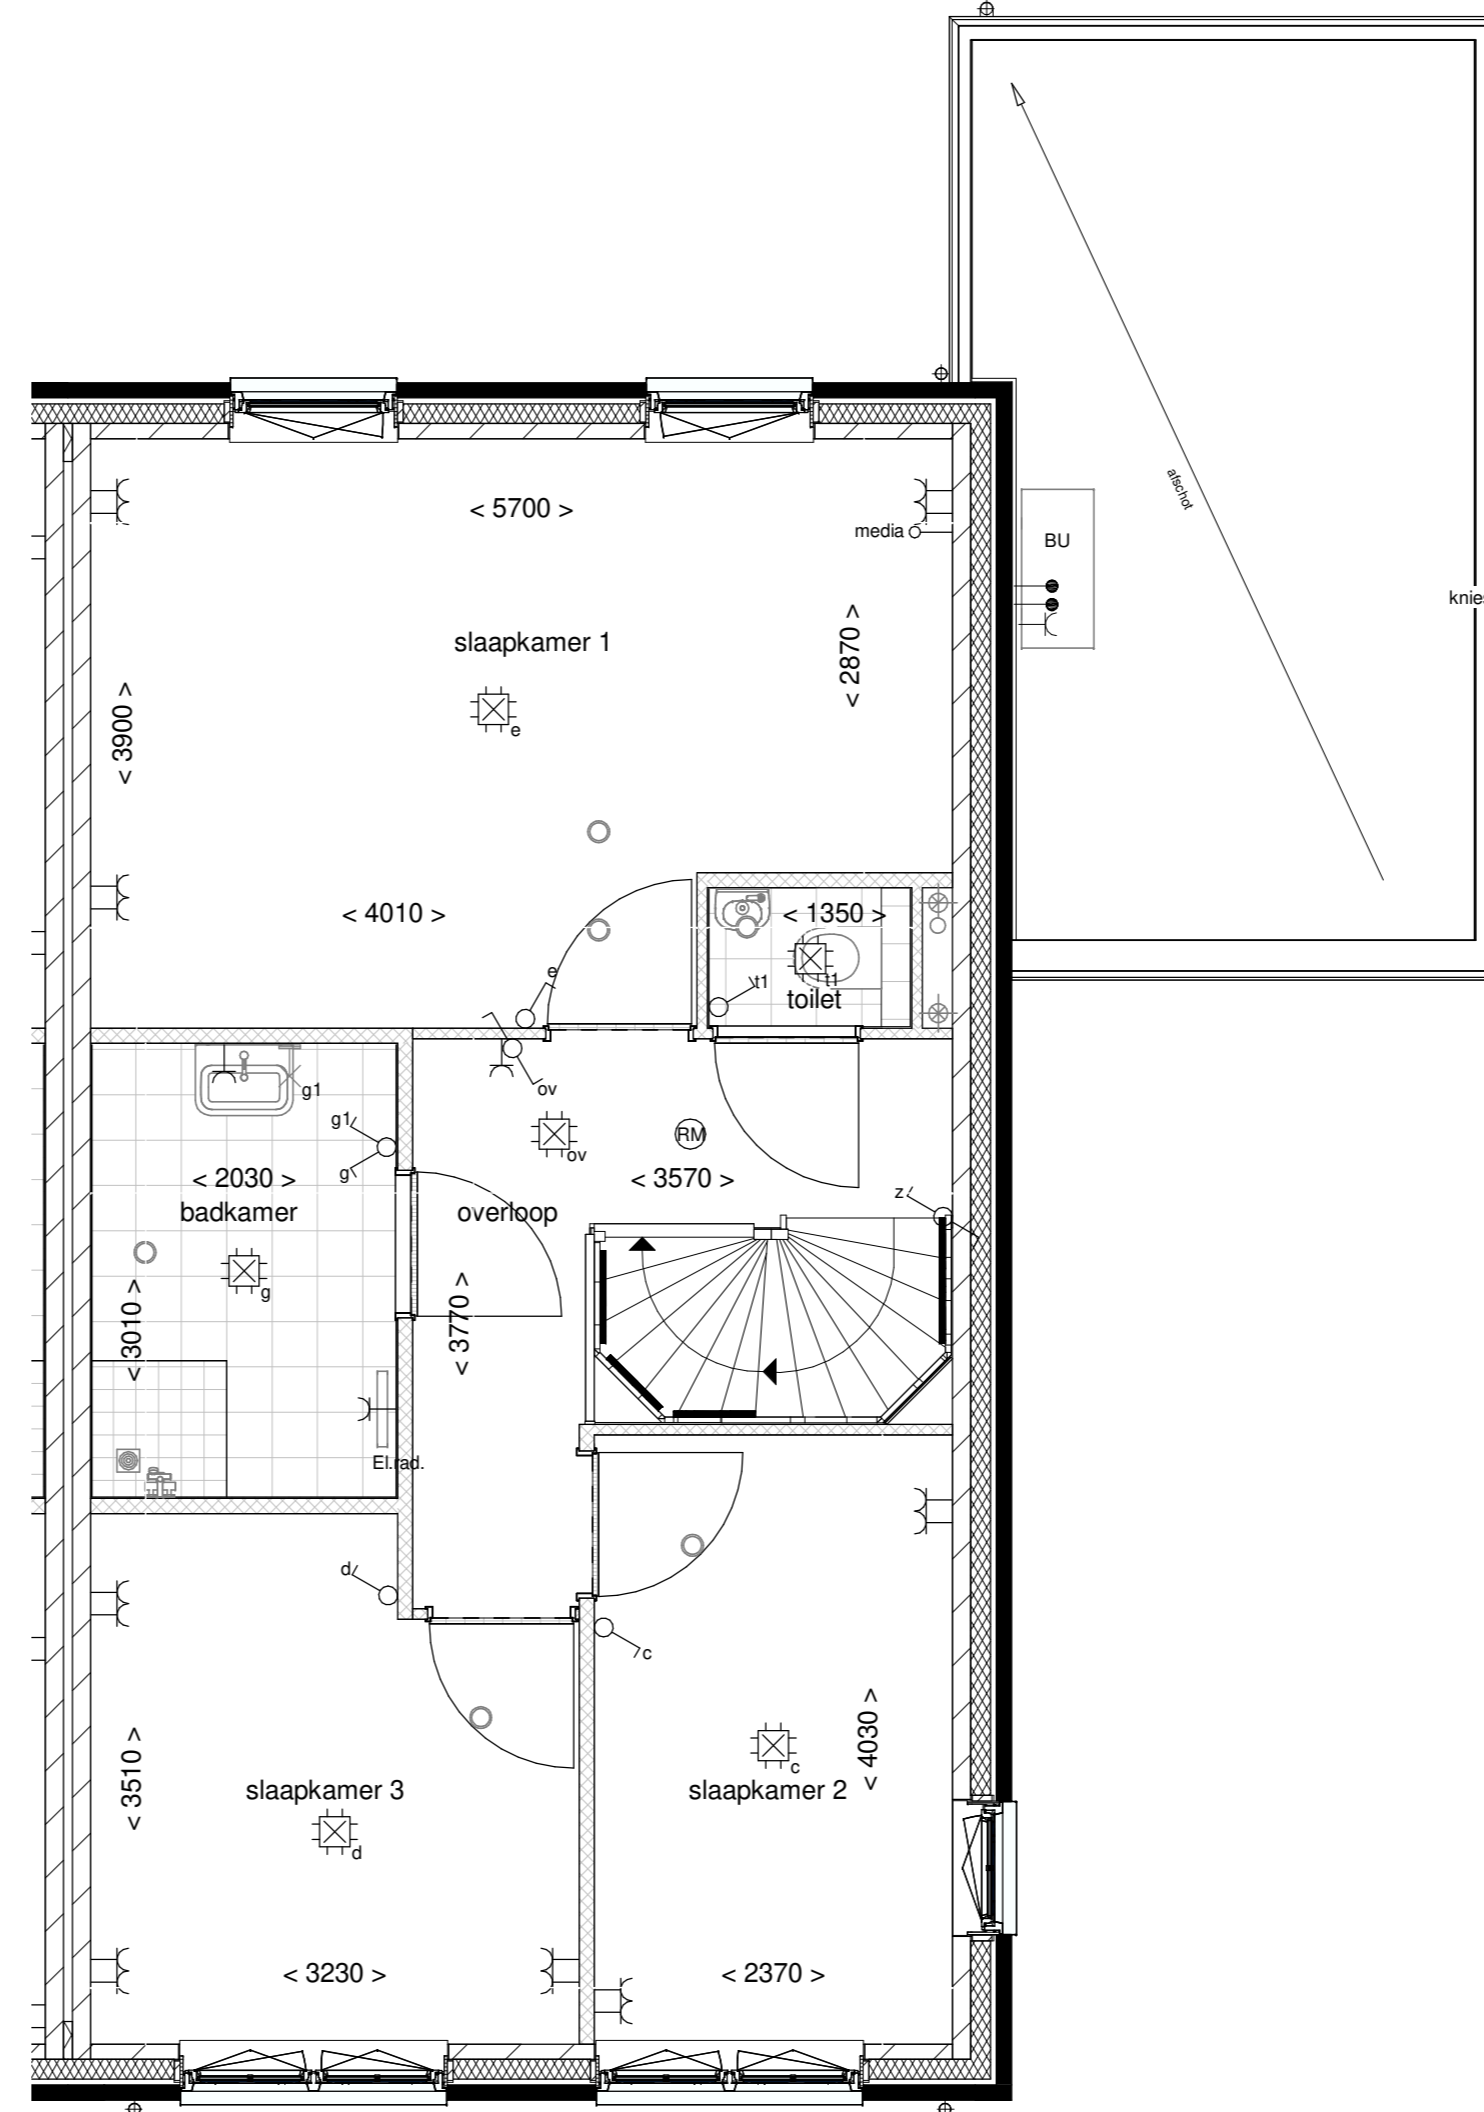 < 5700 >
media
BU
afschot
slaapkamer 1
< 2870 >
< 3900 >
e
< 4010 >
< 1350 >
e
t1
t1
toilet
ov
g1
g1
g
RM
ov
< 2030 >
badkamer
< 3570 >
overloop
z
g
< 3010 >
< 3770 >
El.rad.
d
c
< 3510 >
< 4030 >
slaapkamer 3
slaapkamer 2
c
d
< 3230 >
< 2370 >